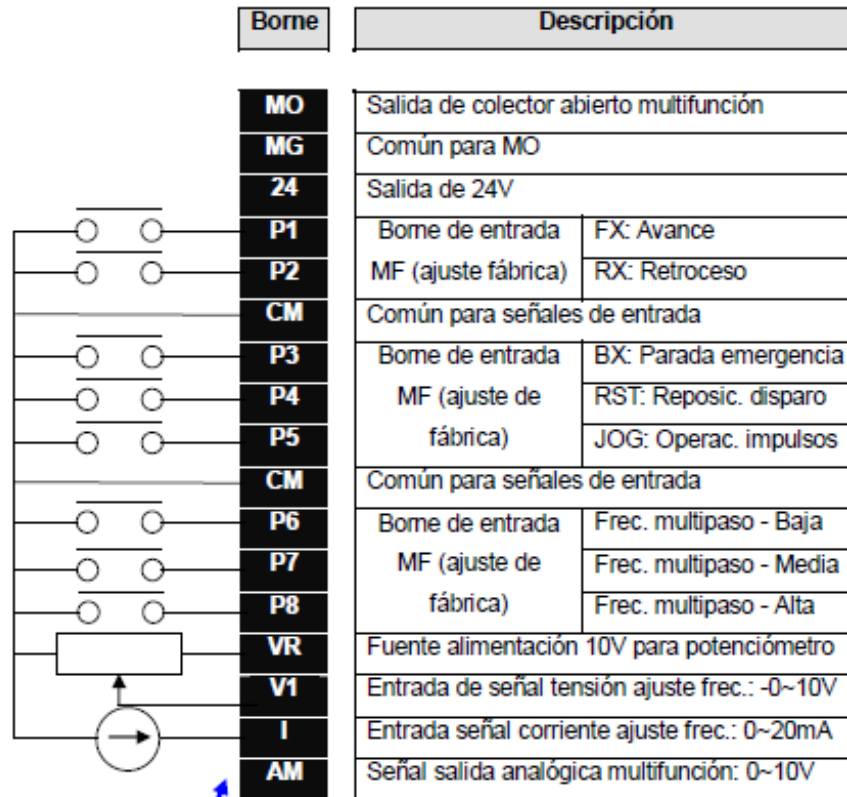 Borne Descripción
MO Salida de colector abierto multifunción
MG Común para MO
24 Salida de 24V
P1 Borne de entrada FX: Avance
P2 MF (ajuste fábrica) RX: Retroceso
CM Común para señales de entrada
P3 Borne de entrada BX: Parada emergencia
P4 MF (ajuste de RST: Reposic. disparo
P5 fábrica) JOG: Operac. impulsos
CM Común para señales de entrada
P6 Borne de entrada Frec. multipaso - Baja
P7 MF (ajuste de Frec. multipaso - Media
P8 fábrica) Frec. multipaso - Alta
VR Fuente alimentación 10V para potenciómetro
V1 Entrada de señal tensión ajuste frec.: -0~10V
I Entrada señal corriente ajuste frec.: 0~20mA
AM Señal salida analógica multifunción: 0~10V